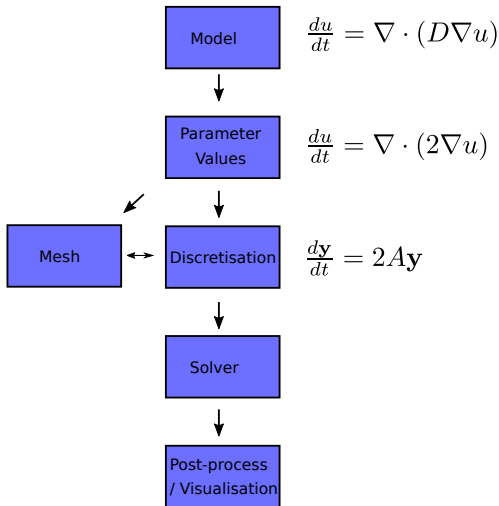 Model
du/dt = ∇ · (D∇u)
Parameter
Values
du/dt = ∇ · (2∇u)
Mesh
Discretisation
dy/dt = 2Ay
Solver
Post-process
/ Visualisation